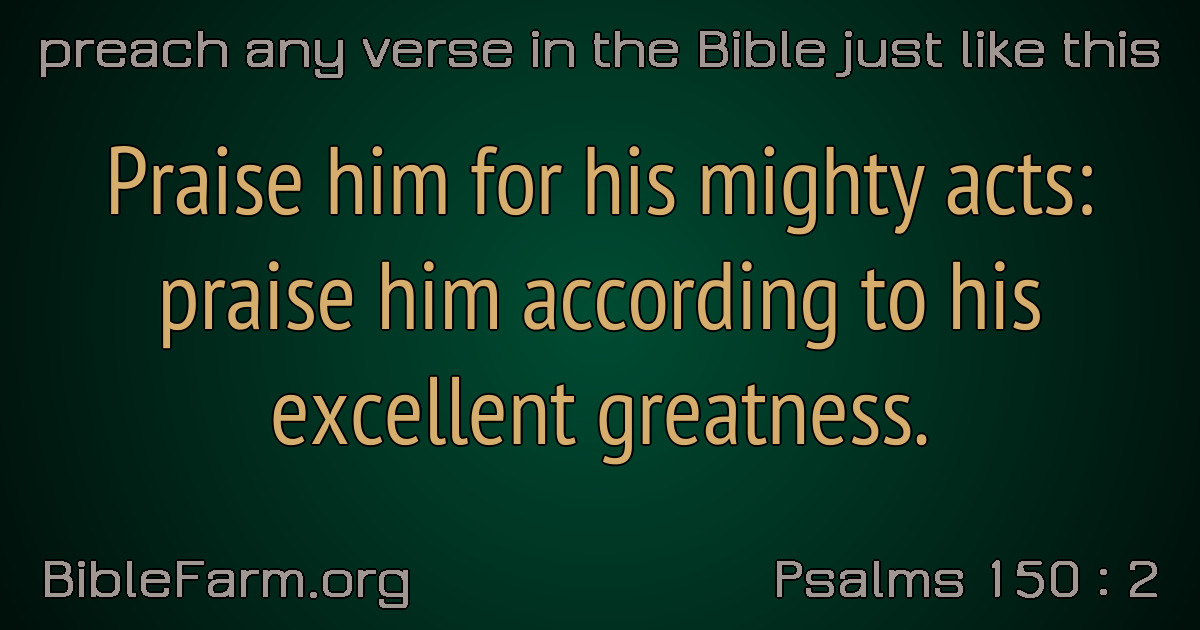 preach any verse in the Bible just like this
Praise him for his mighty acts:
praise him according to his
excellent greatness.
BibleFarm.org
Psalms 150 : 2